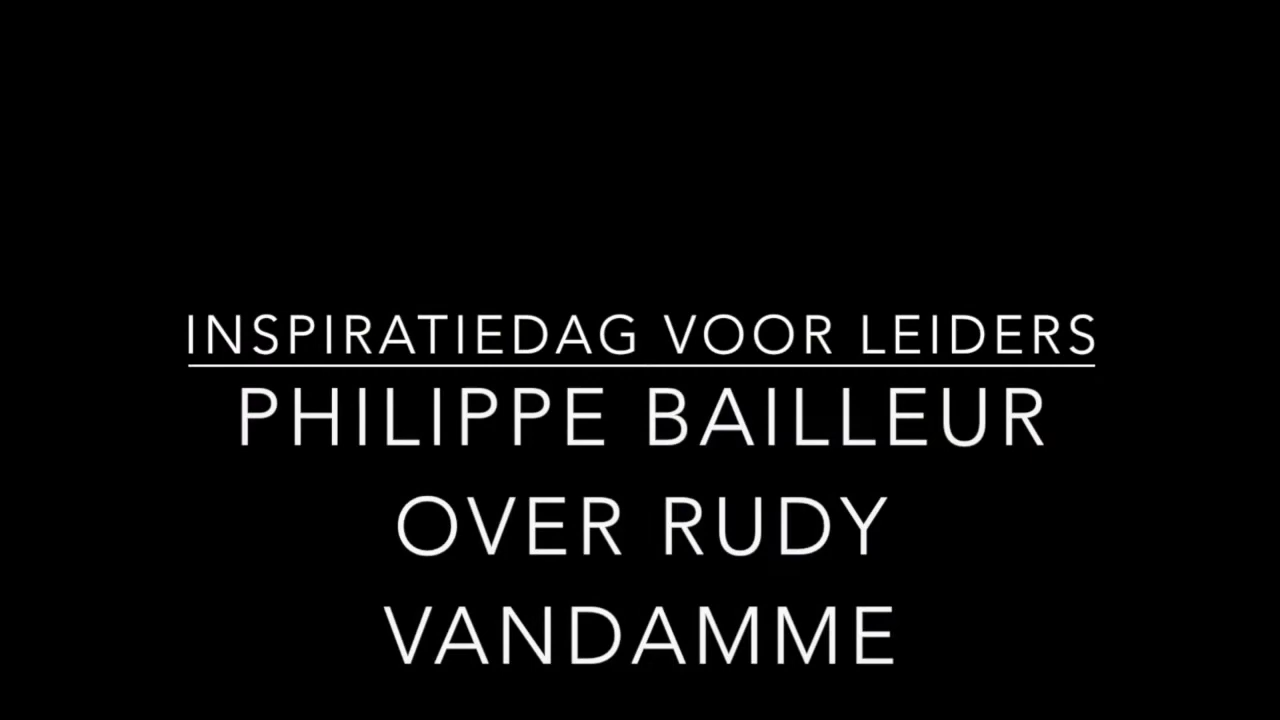 INSPIRATIEDAG VOOR LEIDERS
PHILIPPE BAILLEUR
OVER RUDY
VANDAMME